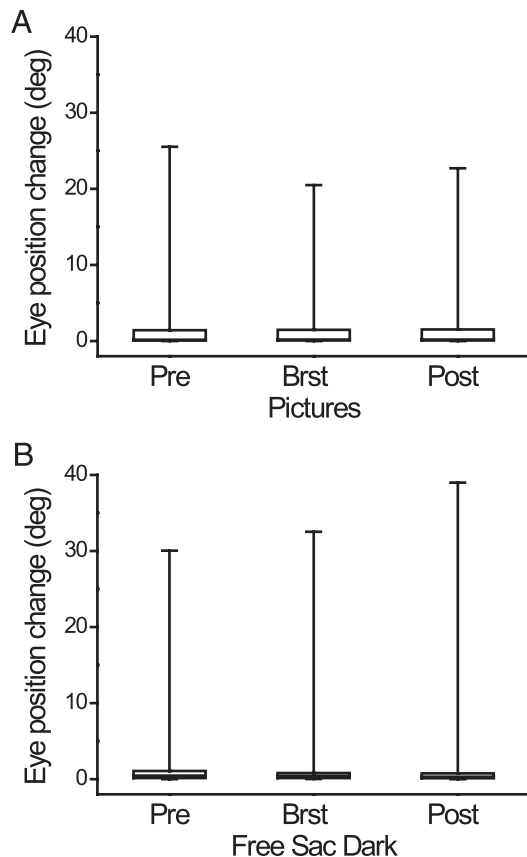 A
Eye position change (deg)
40
30
20
10
0
Pre Brst Post
Pictures
B
Eye position change (deg)
40
30
20
10
0
Pre Brst Post
Free Sac Dark